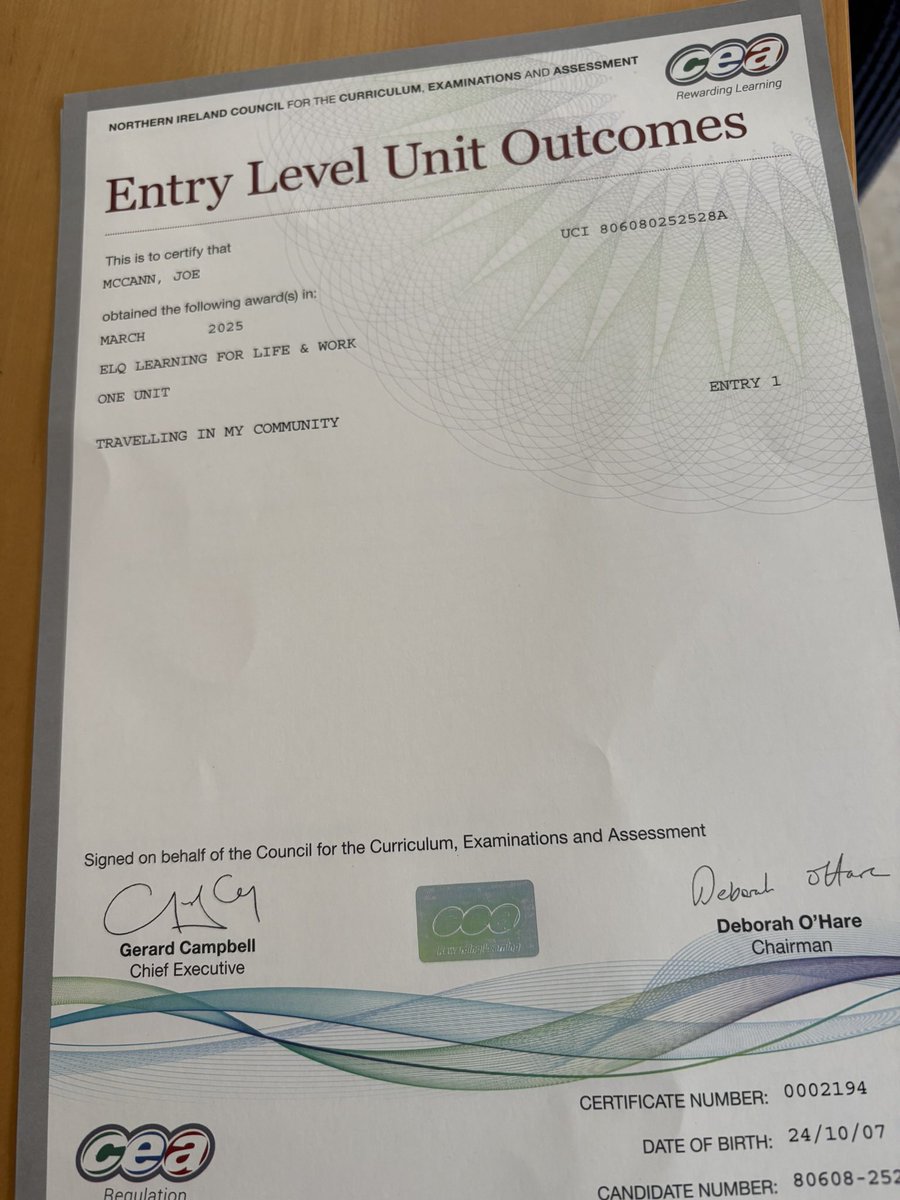 NORTHERN IRELAND COUNCIL FOR THE CURRICULUM, EXAMINATIONS AND ASSESSMENT
cea
Rewarding Learning
Entry Level Unit Outcomes
This is to certify that
UCI 806080252528A
MCCANN, JOE
obtained the following award(s) in:
MARCH 2025
ELQ LEARNING FOR LIFE & WORK
ONE UNIT
ENTRY 1
TRAVELLING IN MY COMMUNITY
Signed on behalf of the Council for the Curriculum, Examinations and Assessment
Deborah O'Hare
cea
Rewarding Learning
Gerard Campbell
Chief Executive
Deborah O'Hare
Chairman
CERTIFICATE NUMBER: 0002194
DATE OF BIRTH: 24/10/07
CANDIDATE NUMBER: 80608-252
cea
Regulation